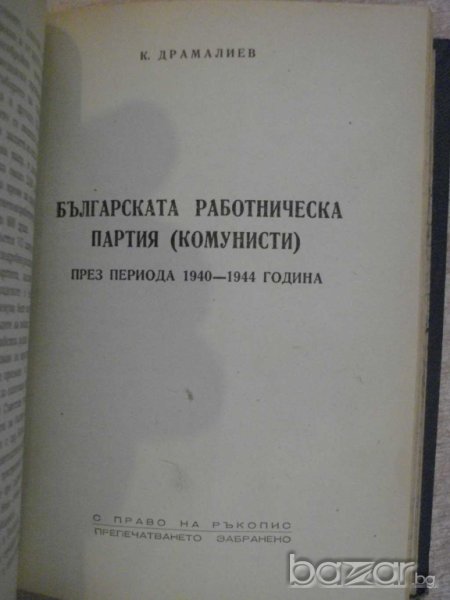 К. ДРАМАЛИЕВ
БЪЛГАРСКАТА РАБОТНИЧЕСКА
ПАРТИЯ (КОМУНИСТИ)
ПРЕЗ ПЕРИОДА 1940—1944 ГОДИНА
С ПРАВО НА РЪКОПИС
ПРЕПЕЧАТВАНЕТО ЗАБРАНЕНО
bazar.bg